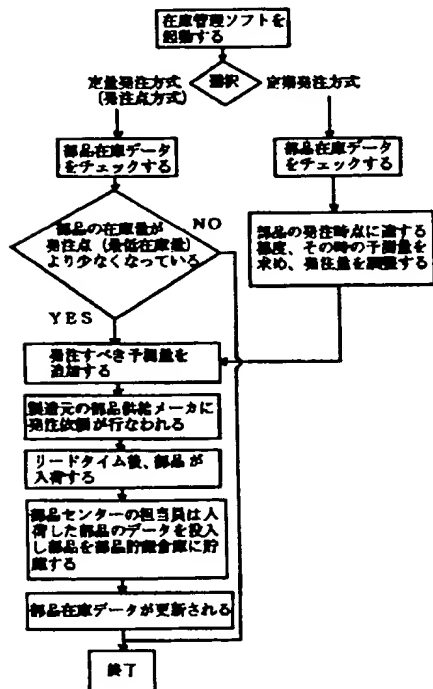 在庫管理ソフトを
起動する
定量発注方式
(発注点方式)
選択
定期発注方式
部品在庫データ
をチェックする
部品在庫データ
をチェックする
部品の在庫量が
発注点(最低在庫量)
より少なくなっている
NO
YES
部品の発注時点に達する
都度、その時の予測量を
求め、発注量を調整する
発注すべき予測量を
追加する
製造元の部品供給メーカに
発注依頼が行なわれる
リードタイム後、部品が
入荷する
部品センターの担当員は入
荷した部品のデータを投入
し部品を部品貯蔵倉庫に貯
蔵する
部品在庫データが更新される
終了